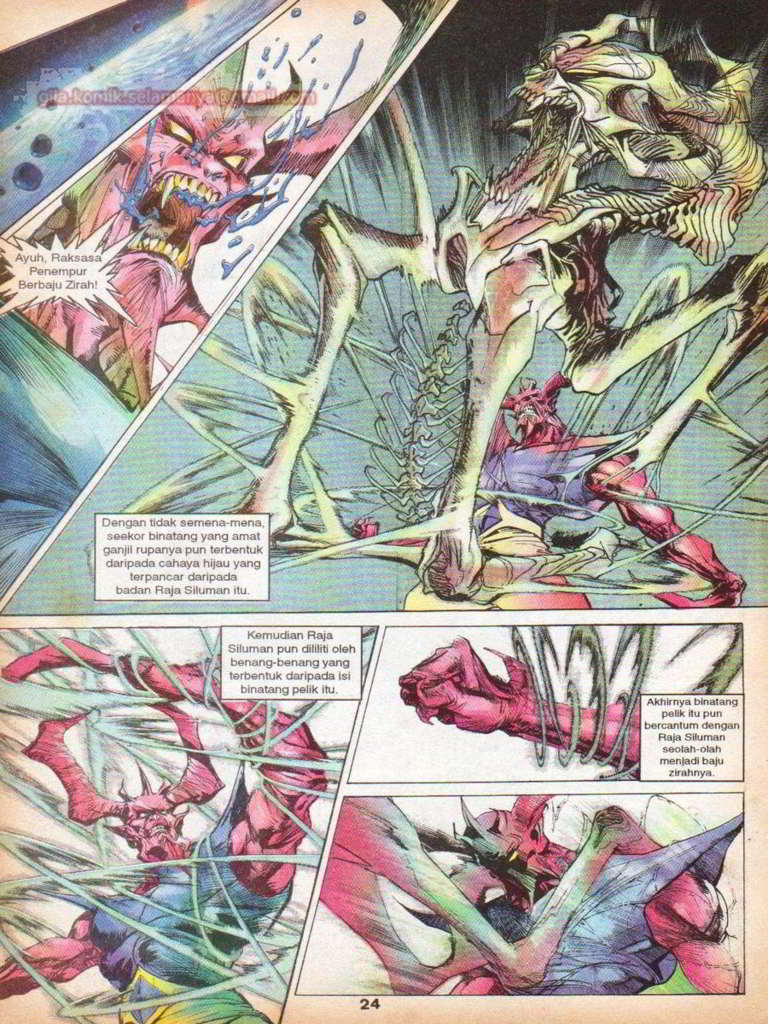 gila.komik.selamanya@gmail.com
Ayuh, Raksasa
Penempur
Berbaju Zirah!
Dengan tidak semena-mena,
seekor binatang yang amat
ganjil rupanya pun terbentuk
daripada cahaya hijau yang
terpancar daripada
badan Raja Siluman itu.
Kemudian Raja
Siluman pun dililiti oleh
benang-benang yang
terbentuk daripada isi
binatang pelik itu.
Akhirnya binatang
pelik itu pun
bercantum dengan
Raja Siluman
seolah-olah
menjadi baju
zirahnya.
24